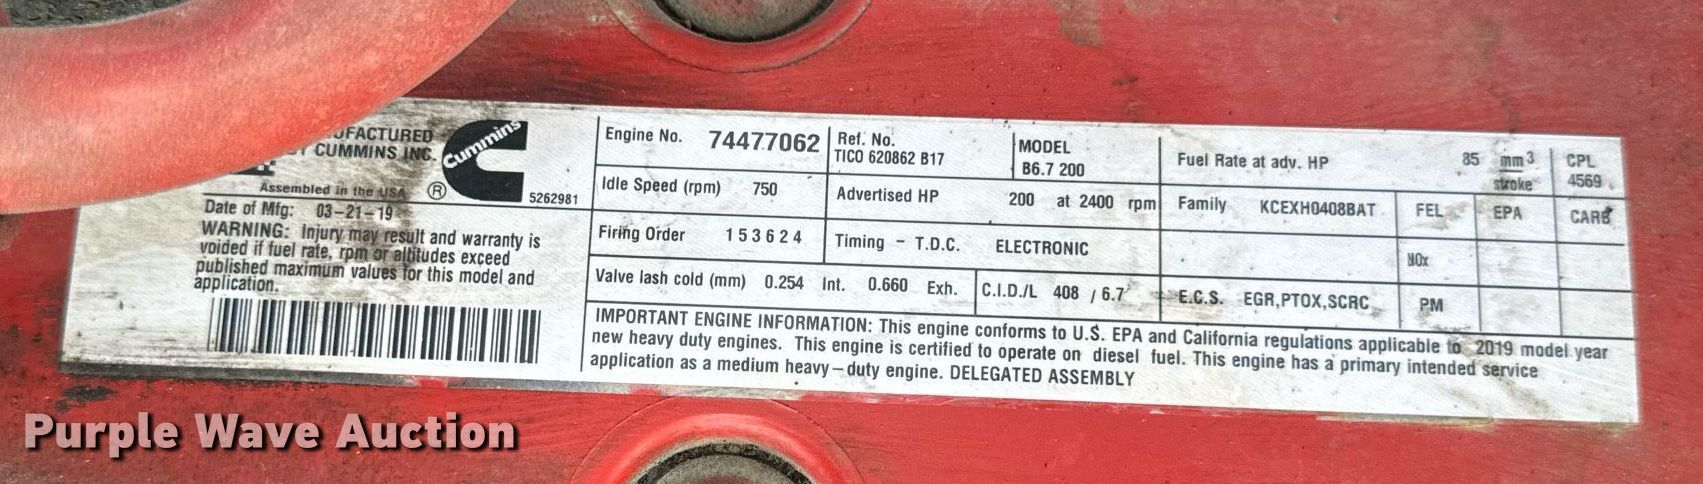 UFACTURED
CUMMINS INC.
Assembled in the USA
®
Cummins
5262981
Date of Mfg: 03-21-19
WARNING: Injury may result and warranty is
voided if fuel rate, rpm or altitudes exceed
published maximum values for this model and
application.
Engine No. 74477062
Ref. No.
TICO 620862 B17
MODEL
B6.7 200
Fuel Rate at adv. HP 85 mm3
stroke
CPL
4569
Idle Speed (rpm) 750
Advertised HP 200 at 2400 rpm
Family KCEXH0408BAT
FEL EPA CARB
Firing Order 153624
Timing - T.D.C. ELECTRONIC
NOx
Valve lash cold (mm) 0.254 Int. 0.660 Exh.
C.I.D./L 408 / 6.7
E.C.S. EGR,PTOX,SCRC
PM
IMPORTANT ENGINE INFORMATION: This engine conforms to U.S. EPA and California regulations applicable to 2019 model year
new heavy duty engines. This engine is certified to operate on diesel fuel. This engine has a primary intended service
application as a medium heavy-duty engine. DELEGATED ASSEMBLY
Purple Wave Auction